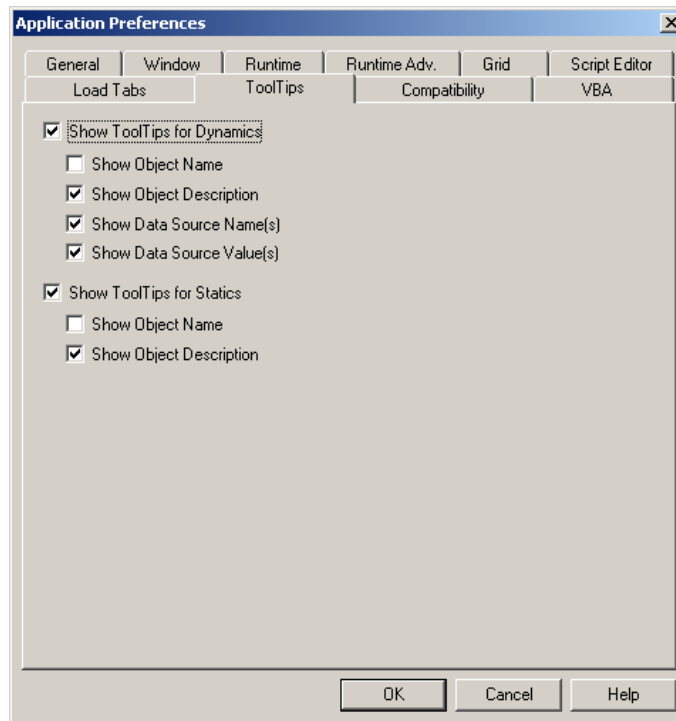 Application Preferences
General Window Runtime Runtime Adv. Grid Script Editor
Load Tabs ToolTips Compatibility VBA
Show ToolTips for Dynamics
Show Object Name
Show Object Description
Show Data Source Name(s)
Show Data Source Value(s)
Show ToolTips for Statics
Show Object Name
Show Object Description
OK Cancel Help